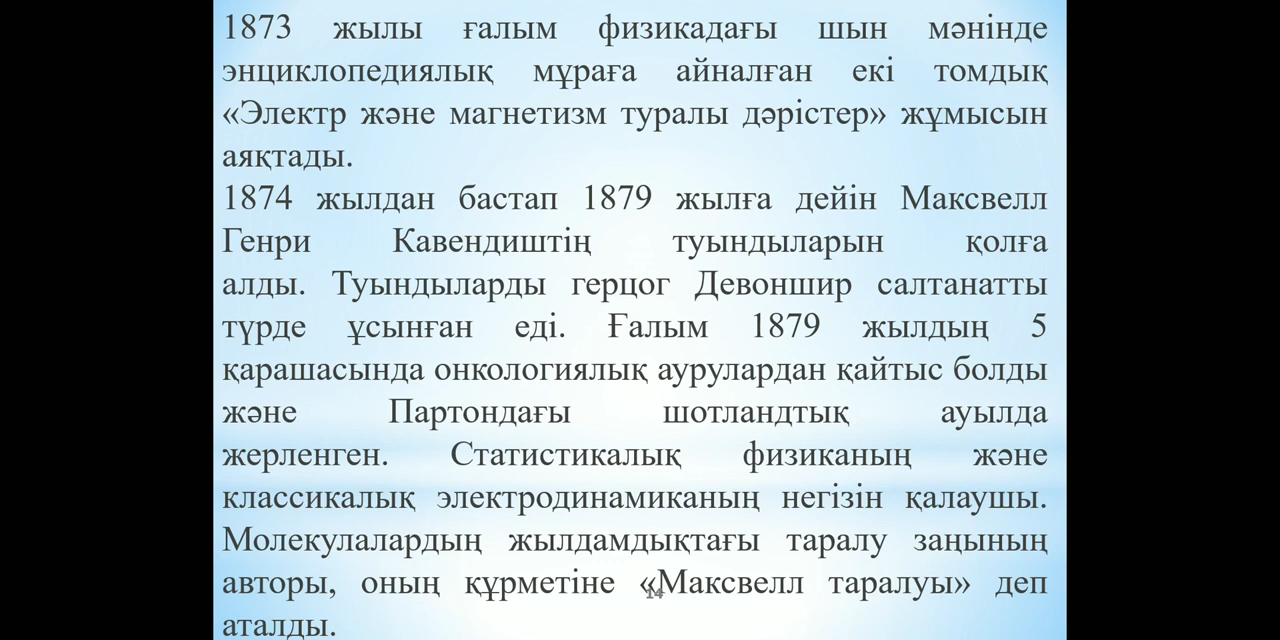 1873 жылы ғалым физикадағы шын мәнінде
энциклопедиялық мұраға айналған екі томдық
«Электр және магнетизм туралы дәрістер» жұмысын
аяқтады.
1874 жылдан бастап 1879 жылға дейін Максвелл
Генри Кавендиштің туындыларын қолға
алды. Туындыларды герцог Девоншир салтанатты
түрде ұсынған еді. Ғалым 1879 жылдың 5
қарашасында онкологиялық аурулардан қайтыс болды
және Партондағы шотландтық ауылда
жерленген. Статистикалық физиканың және
классикалық электродинамиканың негізін қалаушы.
Молекулалардың жылдамдықтағы таралу заңының
авторы, оның құрметіне «Максвелл таралуы» деп
аталды.
14